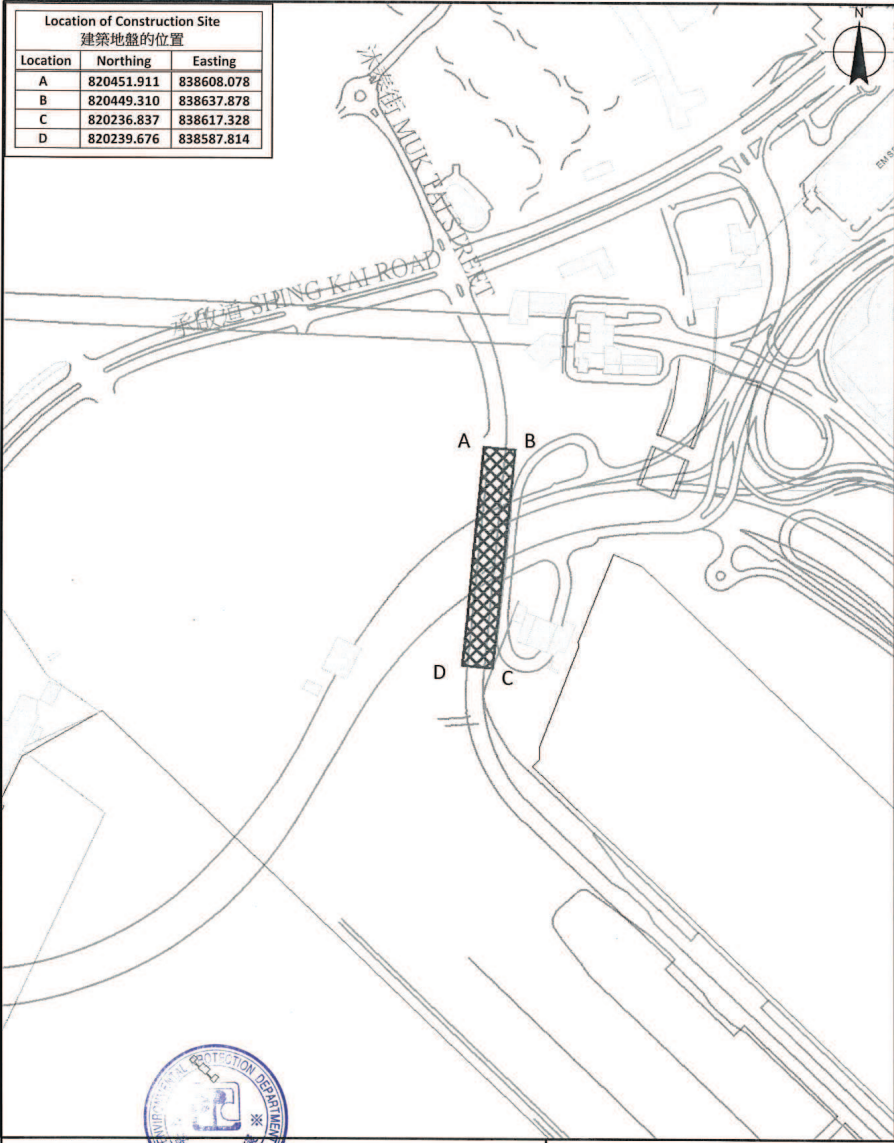 Location of Construction Site
建築地盤的位置
Location Northing Easting
A 820451.911 838608.078
B 820449.310 838637.878
C 820236.837 838617.328
D 820239.676 838587.814
N
沐泰街 MUK TAI STREET
承啟道 SHING KAI ROAD
A B
D C
PROTECTION DEPARTMENT